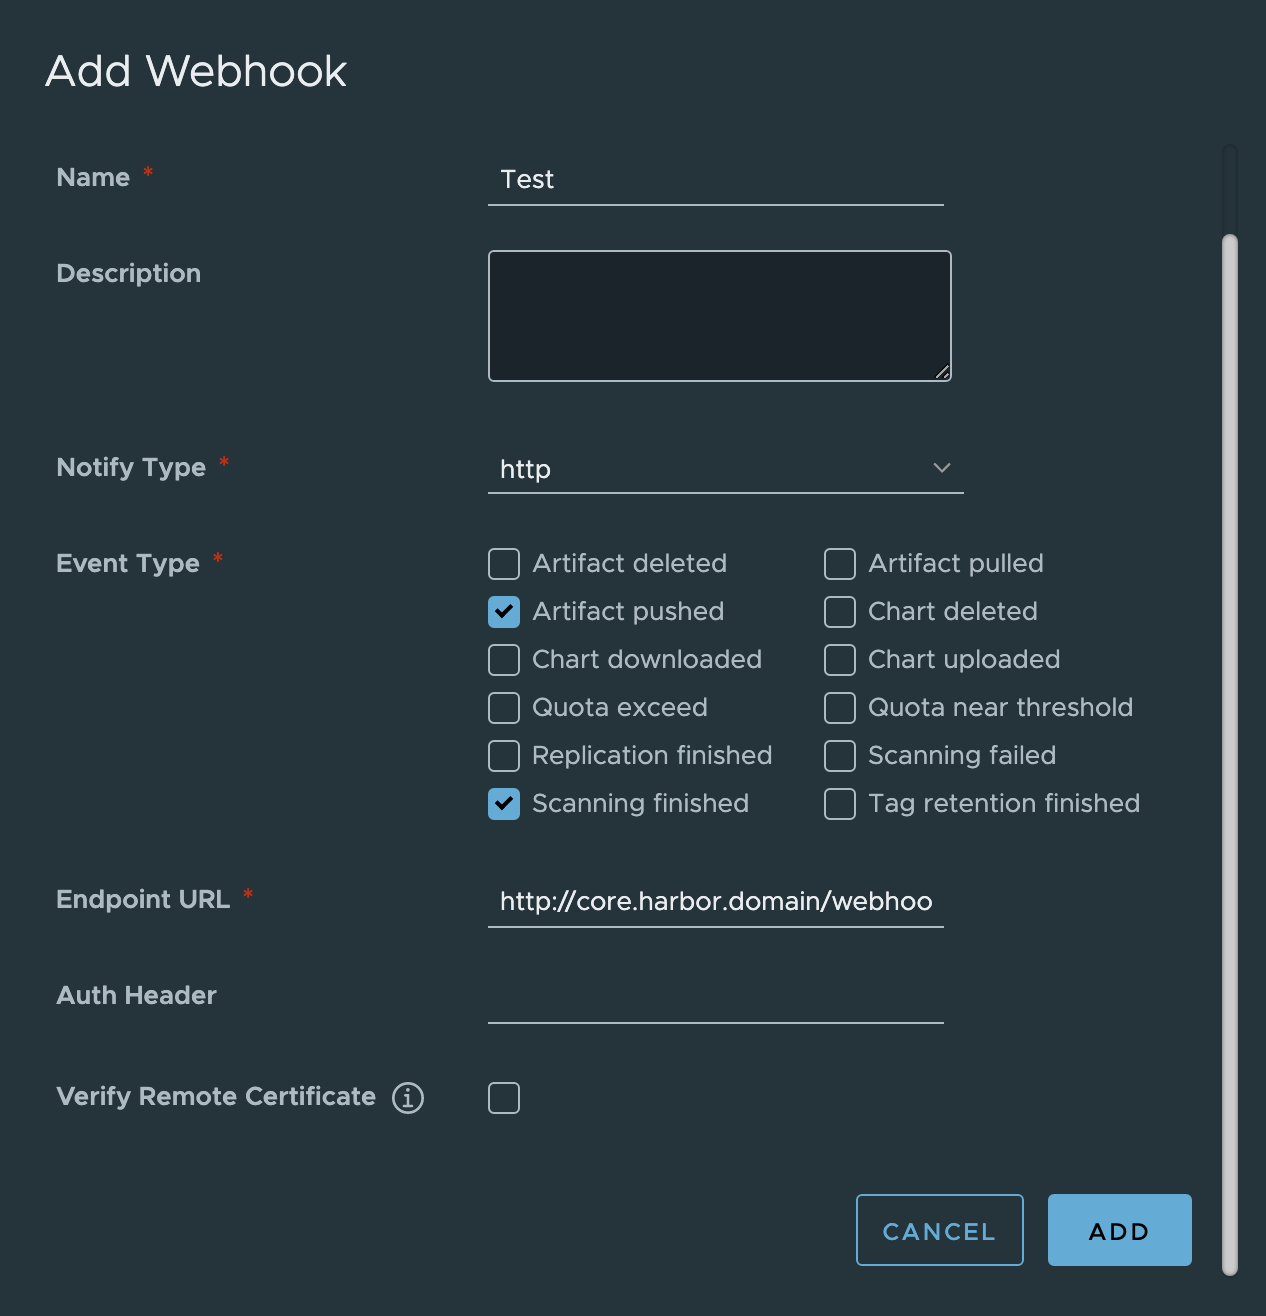 Add Webhook
Name *
Test
Description
Notify Type *
http
Event Type *
Artifact deleted Artifact pulled
Artifact pushed Chart deleted
Chart downloaded Chart uploaded
Quota exceed Quota near threshold
Replication finished Scanning failed
Scanning finished Tag retention finished
Endpoint URL *
http://core.harbor.domain/webhoo
Auth Header
Verify Remote Certificate
CANCEL ADD